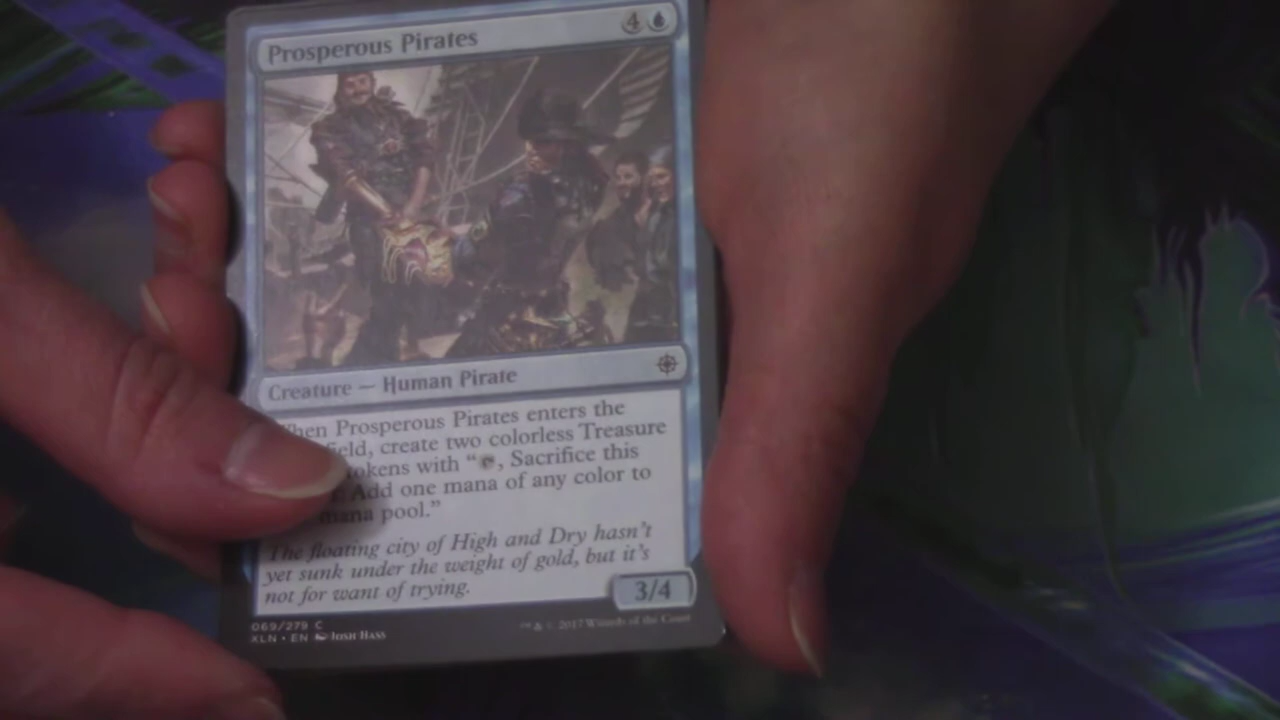 Prosperous Pirates 4
Creature — Human Pirate
When Prosperous Pirates enters the
field, create two colorless Treasure
tokens with “ , Sacrifice this
Add one mana of any color to
mana pool.”
The floating city of High and Dry hasn't
yet sunk under the weight of gold, but it's
not for want of trying.
3/4
069/279 C
XLN • EN Josh Hass
™ & © 2017 Wizards of the Coast